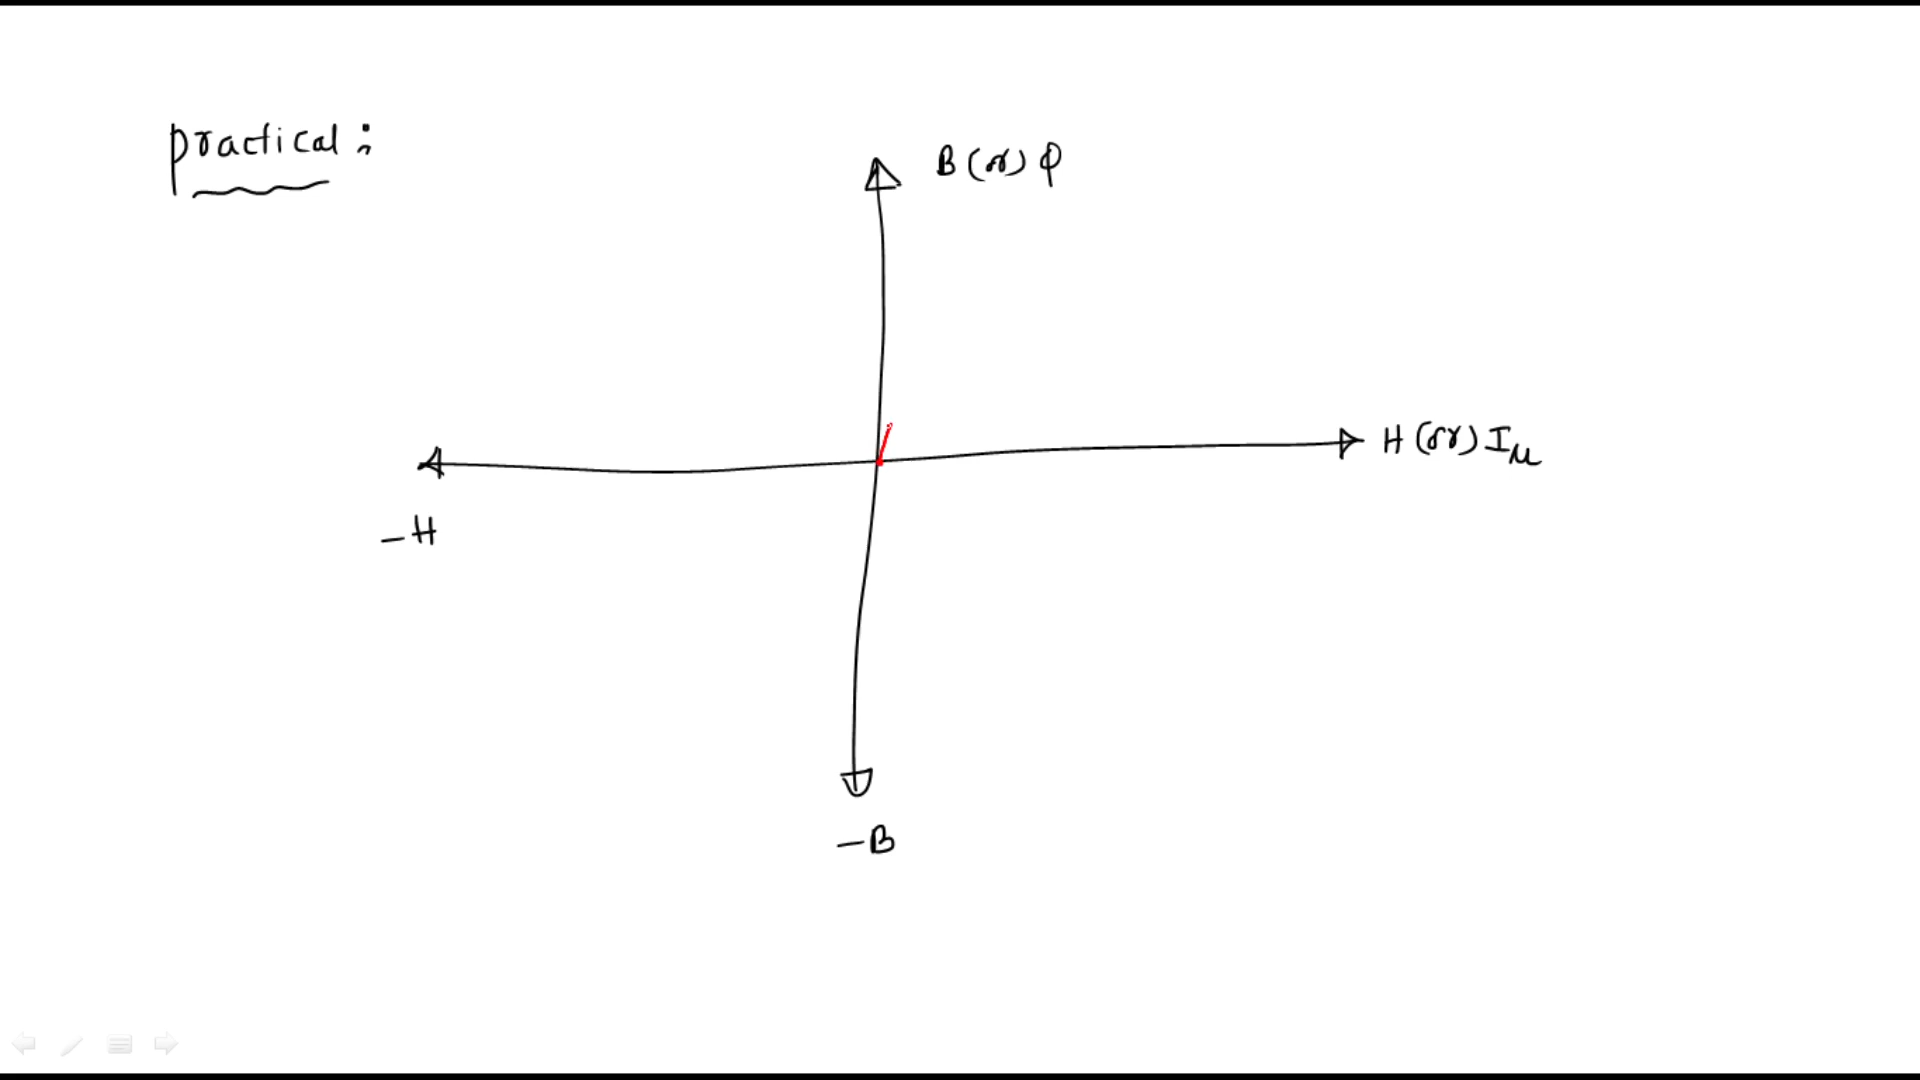 practical:
B (or) φ
H (or) Iμ
-H
-B